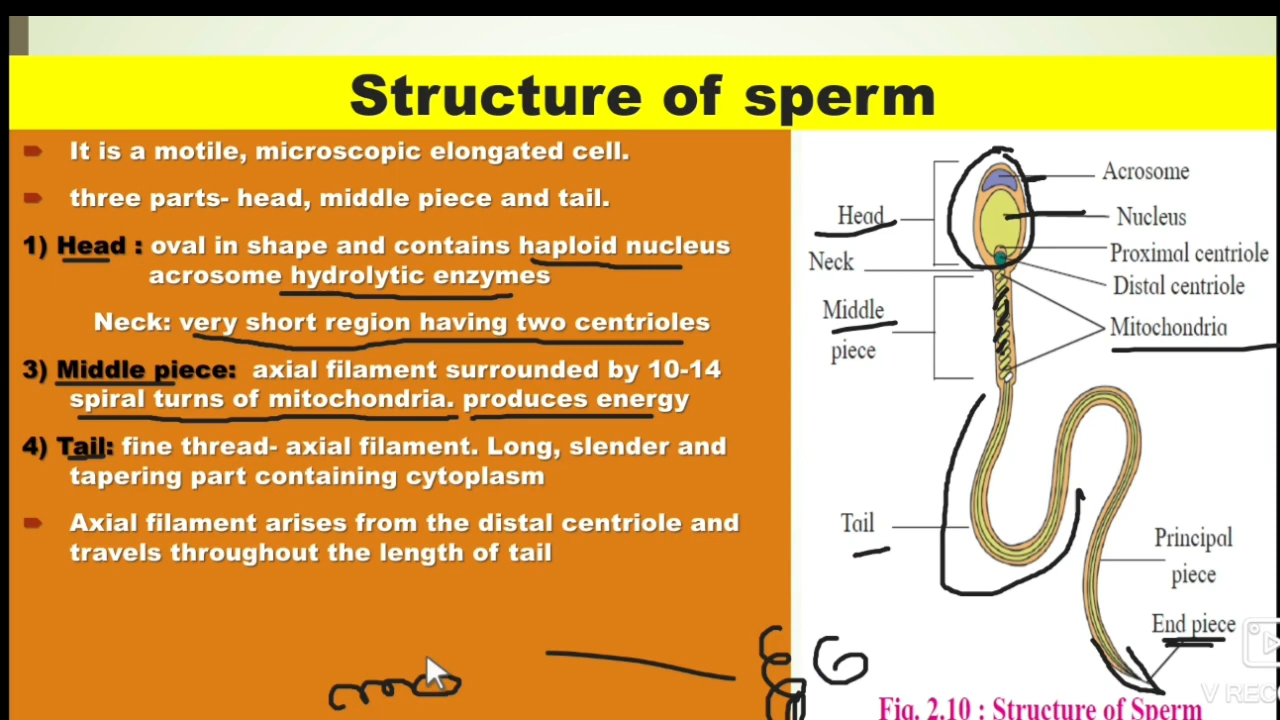 Structure of sperm
It is a motile, microscopic elongated cell.
three parts- head, middle piece and tail.
1) Head : oval in shape and contains haploid nucleus
acrosome hydrolytic enzymes
Neck: very short region having two centrioles
3) Middle piece: axial filament surrounded by 10-14
spiral turns of mitochondria. produces energy
4) Tail: fine thread- axial filament. Long, slender and
tapering part containing cytoplasm
Axial filament arises from the distal centriole and
travels throughout the length of tail
Acrosome
Head
Nucleus
Proximal centriole
Neck
Distal centriole
Middle
piece
Mitochondria
Tail
Principal
piece
End piece
V REC
Fig. 2.10 : Structure of Sperm